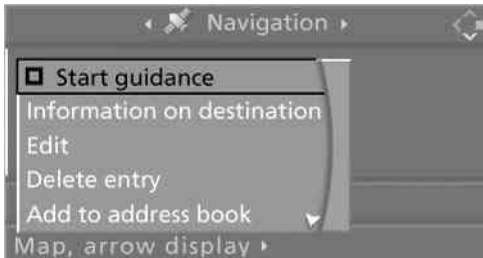 Navigation
Start guidance
Information on destination
Edit
Delete entry
Add to address book
Map, arrow display